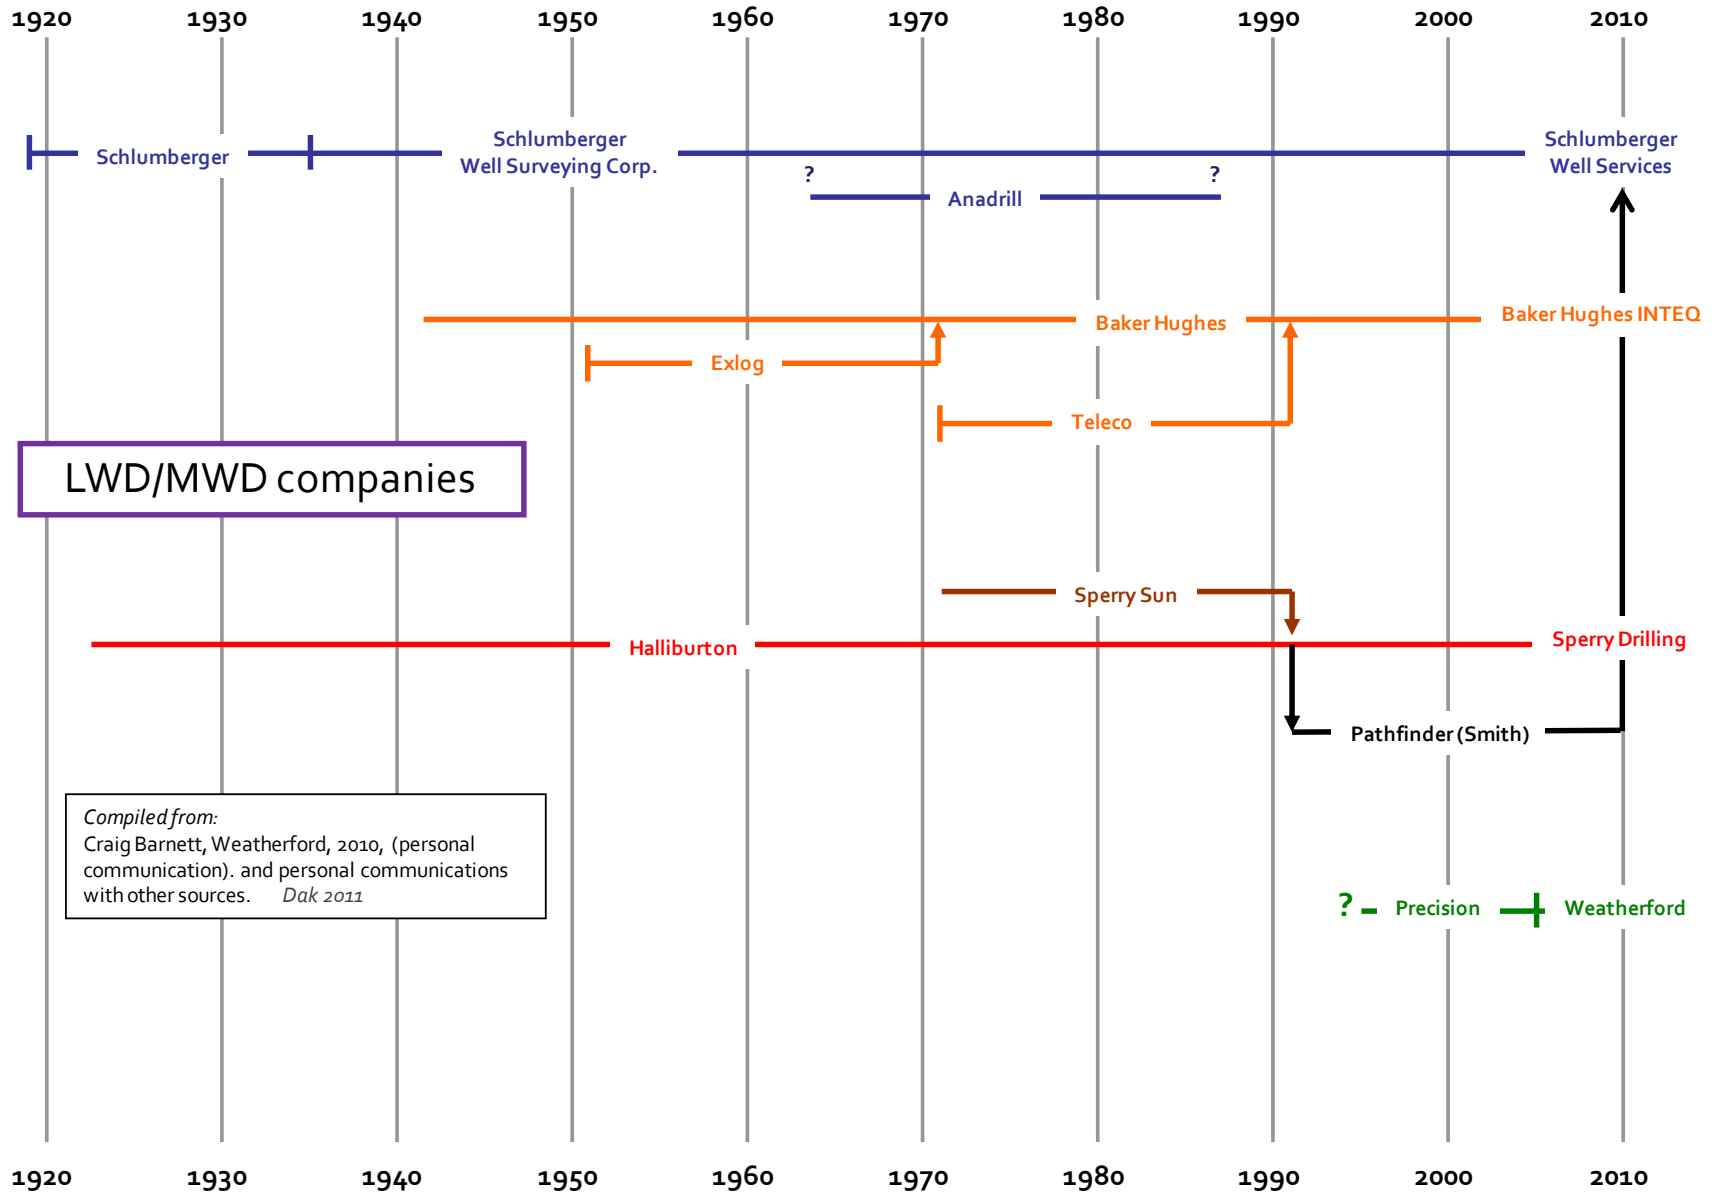 1920 1930 1940 1950 1960 1970 1980 1990 2000 2010
Schlumberger
Schlumberger
Well Surveying Corp.
Schlumberger
Well Services
? ?
Anadrill
Baker Hughes
Baker Hughes INTEQ
Exlog
Teleco
LWD/MWD companies
Sperry Sun
Halliburton
Sperry Drilling
Pathfinder (Smith)
Compiled from:
Craig Barnett, Weatherford, 2010, (personal
communication). and personal communications
with other sources. Dak 2011
? Precision Weatherford
1920 1930 1940 1950 1960 1970 1980 1990 2000 2010